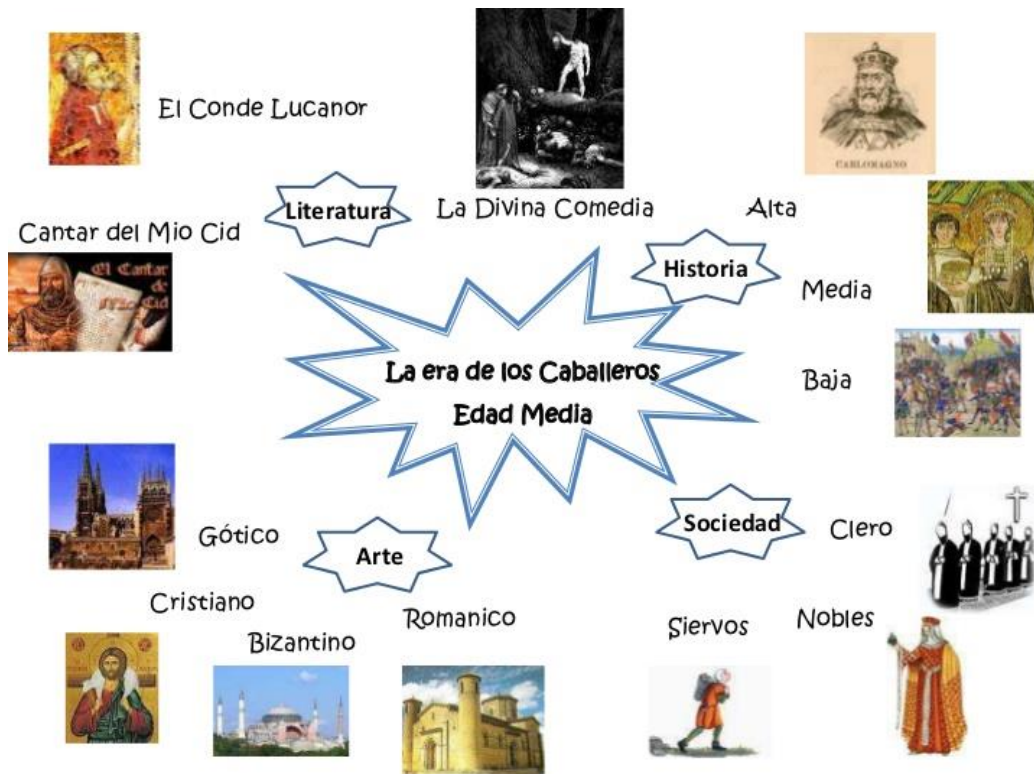 El Conde Lucanor
CARLOMAGNO
Literatura
La Divina Comedia
Alta
Cantar del Mio Cid
El Cantar
de
Mio Cid
Historia
Media
La era de los Caballeros
Edad Media
Baja
Gótico
Arte
Sociedad
Clero
Cristiano
Bizantino
Romanico
Siervos
Nobles